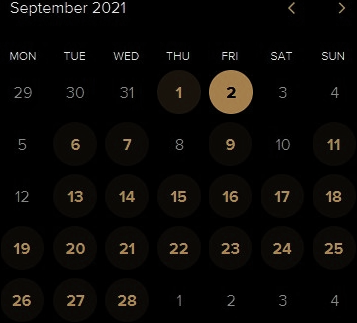 September 2021
MON TUE WED THU FRI SAT SUN
29 30 31 1 2 3 4
5 6 7 8 9 10 11
12 13 14 15 16 17 18
19 20 21 22 23 24 25
26 27 28 1 2 3 4